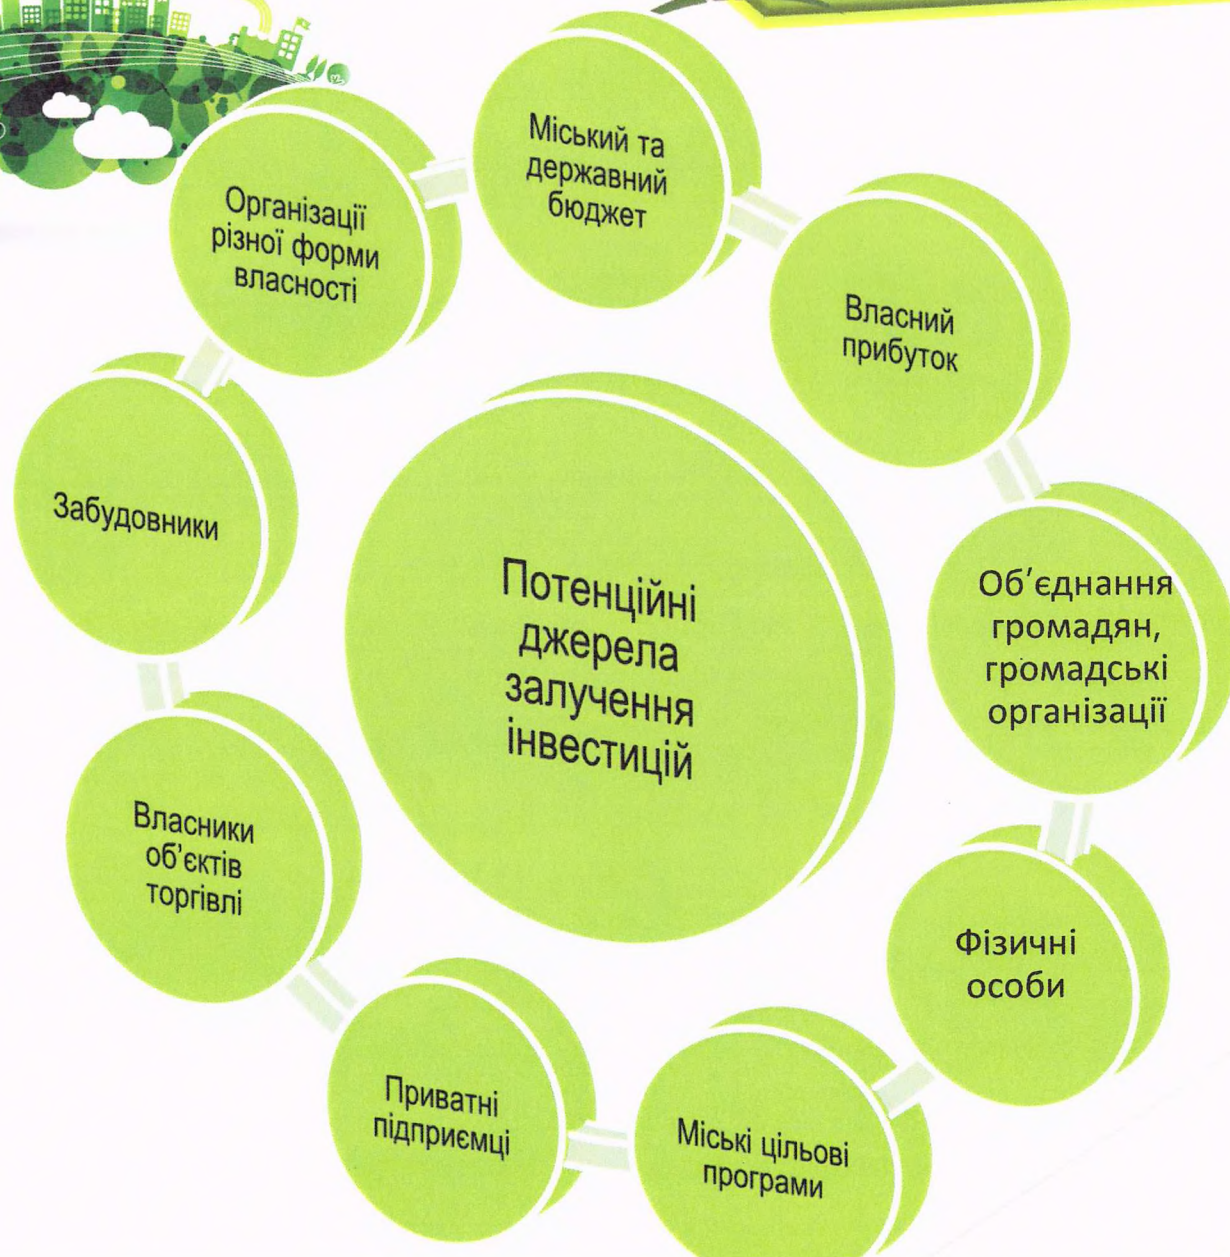 Міський та
державний
бюджет
Власний
прибуток
Об’єднання
громадян,
громадські
організації
Фізичні
особи
Міські цільові
програми
Приватні
підприємці
Власники
об’єктів
торгівлі
Забудовники
Організації
різної форми
власності
Потенційні
джерела
залучення
інвестицій